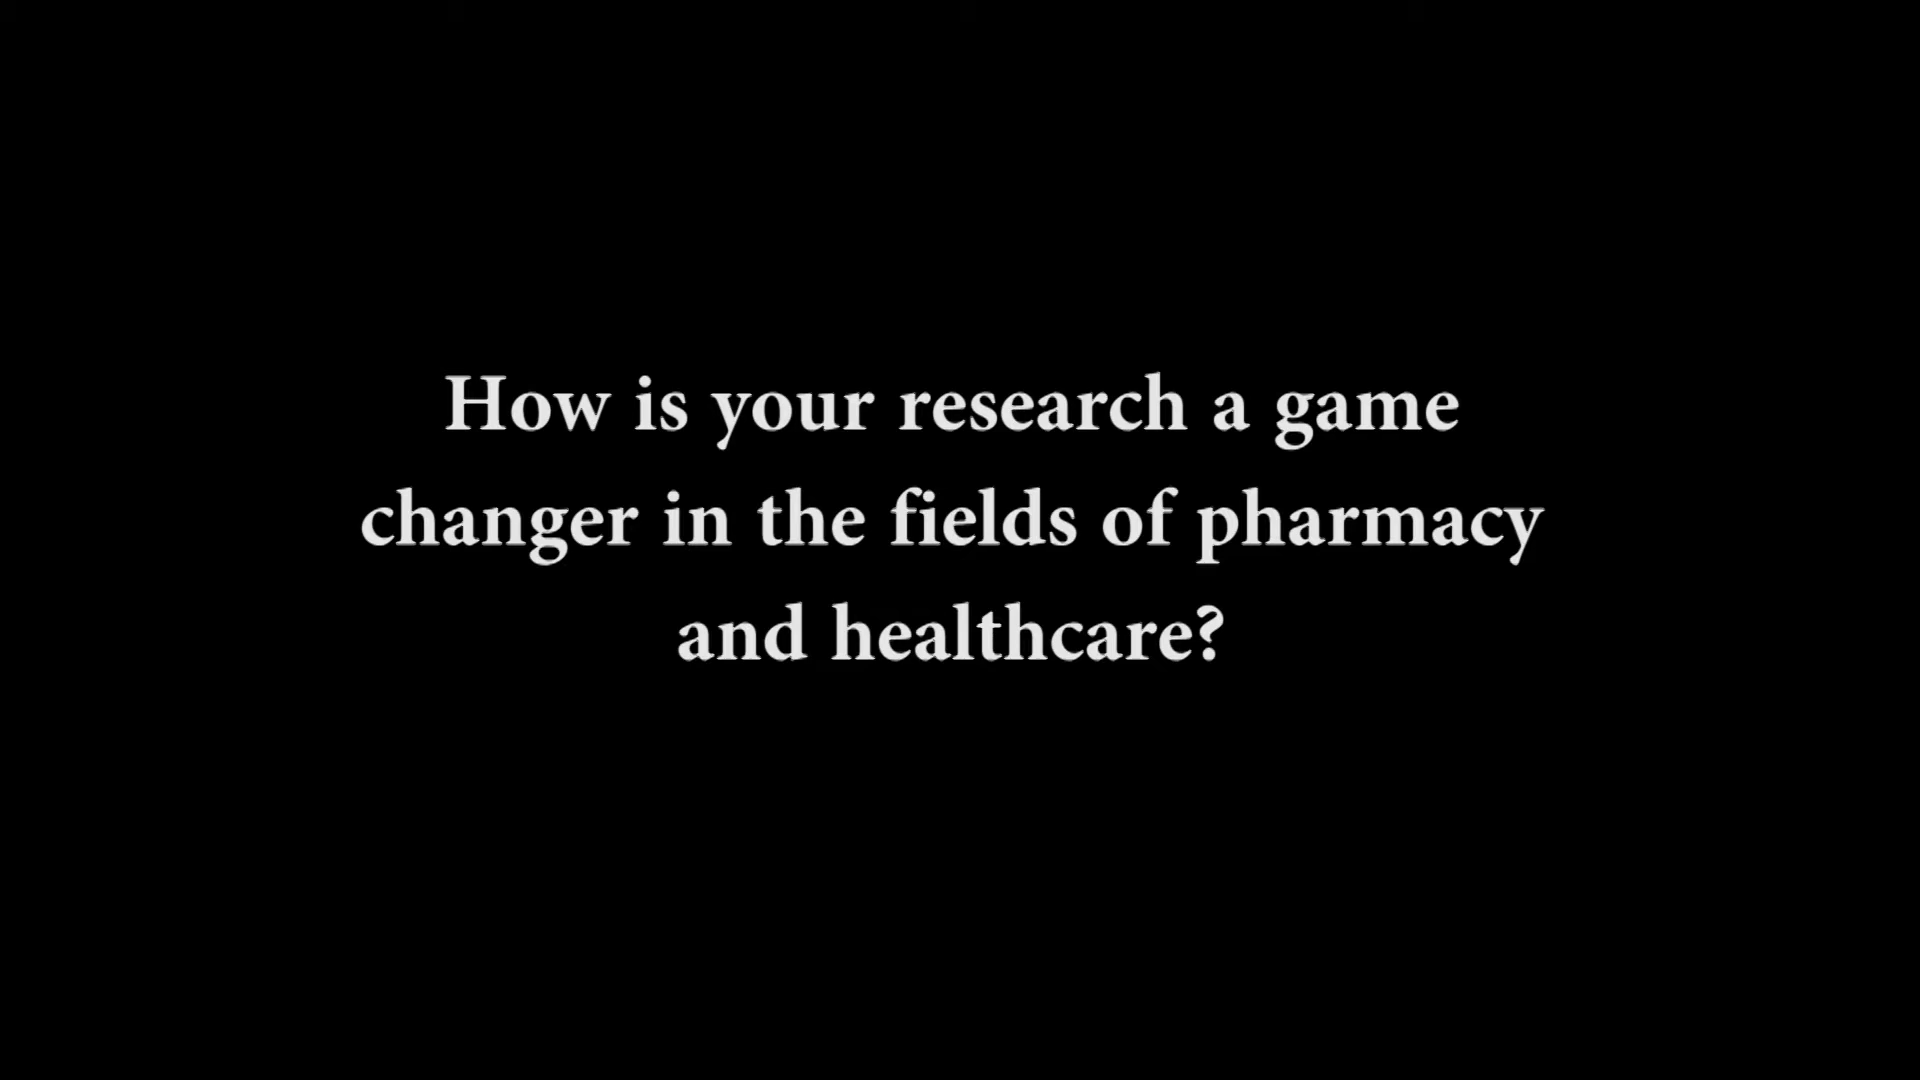 How is your research a game
changer in the fields of pharmacy
and healthcare?